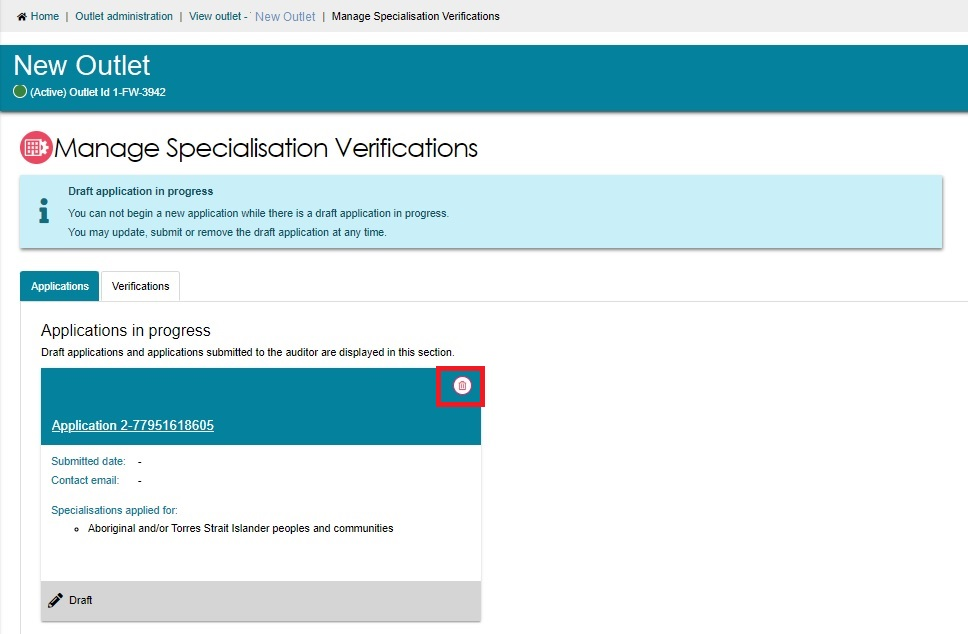 Home | Outlet administration | View outlet - ' New Outlet | Manage Specialisation Verifications
New Outlet
(Active) Outlet Id 1-FW-3942
Manage Specialisation Verifications
Draft application in progress
You can not begin a new application while there is a draft application in progress.
You may update, submit or remove the draft application at any time.
Applications Verifications
Applications in progress
Draft applications and applications submitted to the auditor are displayed in this section.
Application 2-77951618605
Submitted date: -
Contact email: -
Specialisations applied for:
Aboriginal and/or Torres Strait Islander peoples and communities
Draft